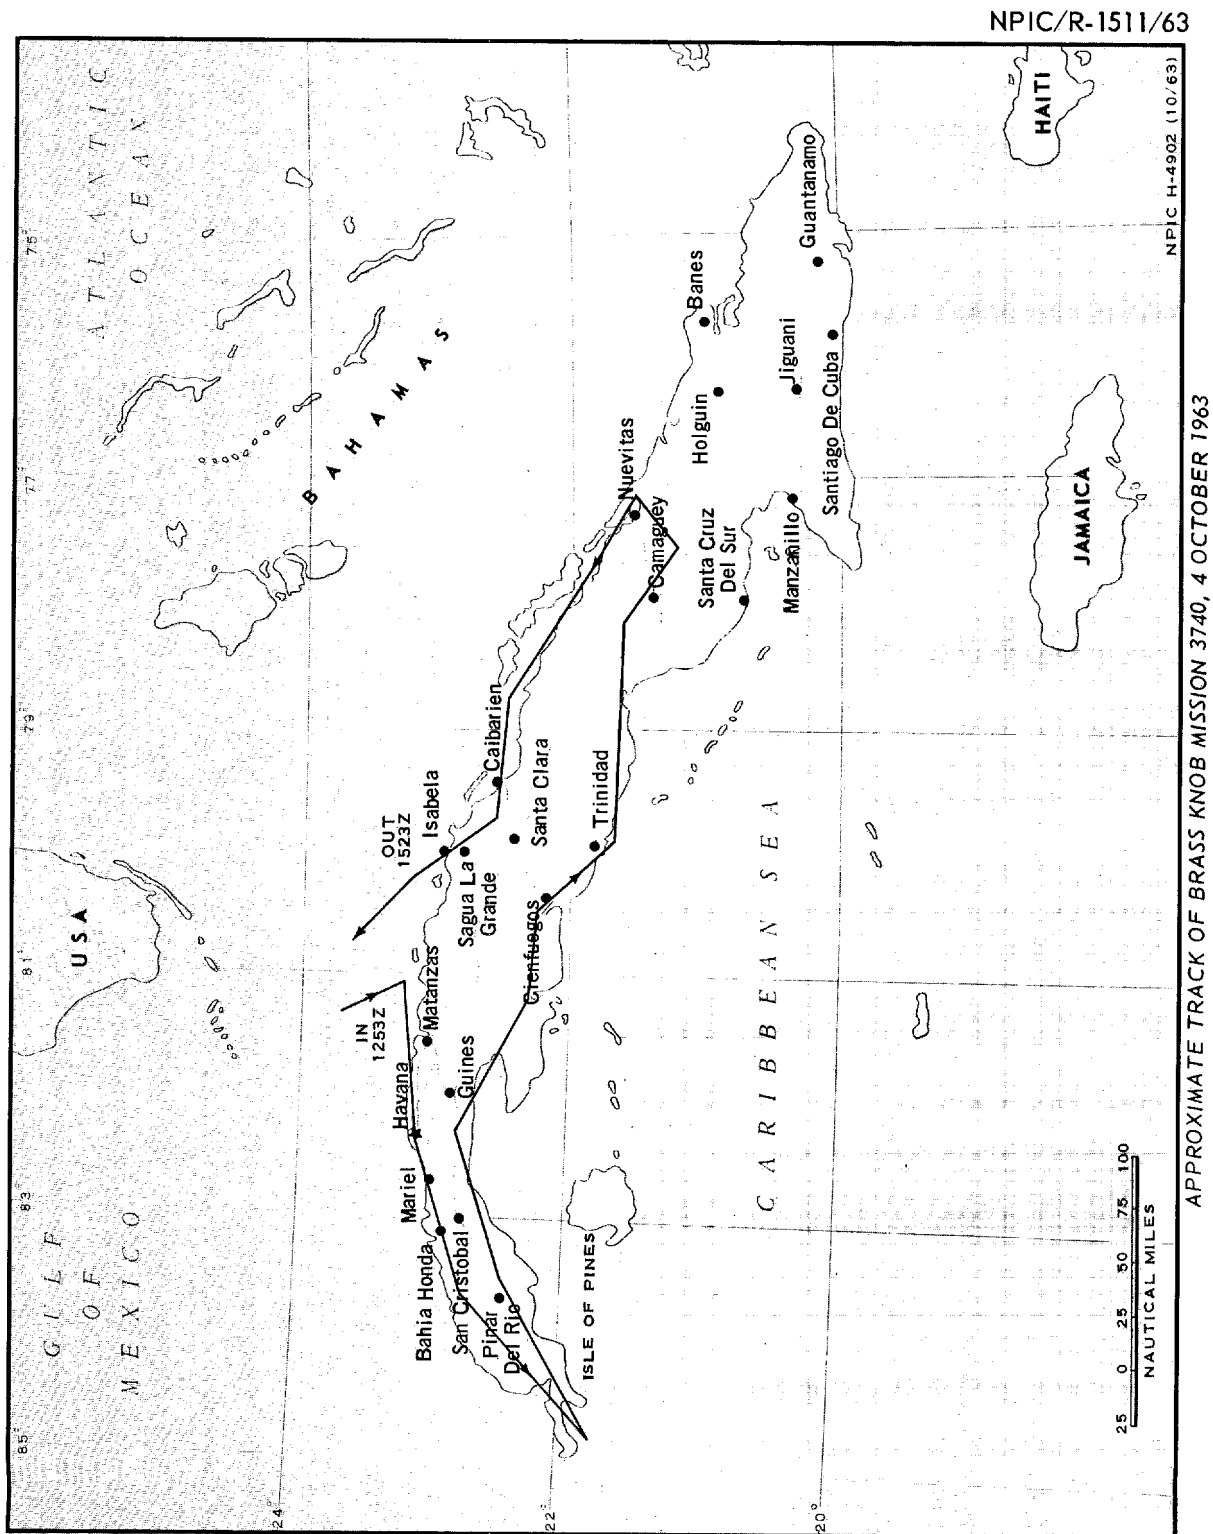 NPIC/R-1511/63
ATLANTIC
OCEAN
BAHAMAS
USA
GULF
OF
MEXICO
CARIBBEAN SEA
HAITI
JAMAICA
ISLE OF PINES
75°
77
79
81°
83
85°
24°
22°
20°
OUT
1523Z
IN
1253Z
Isabela
Caibarien
Sagua La
Grande
Santa Clara
Trinidad
Cienfuegos
Matanzas
Guines
Havana
Mariel
Bahia Honda
San Cristobal
Pinar
Del Rio
Nuevitas
Camaguey
Santa Cruz
Del Sur
Manzanillo
Holguin
Banes
Jiguani
Santiago De Cuba
Guantanamo
25 0 25 50 75 100
NAUTICAL MILES
NPIC H-4902 (10/63)
APPROXIMATE TRACK OF BRASS KNOB MISSION 3740, 4 OCTOBER 1963